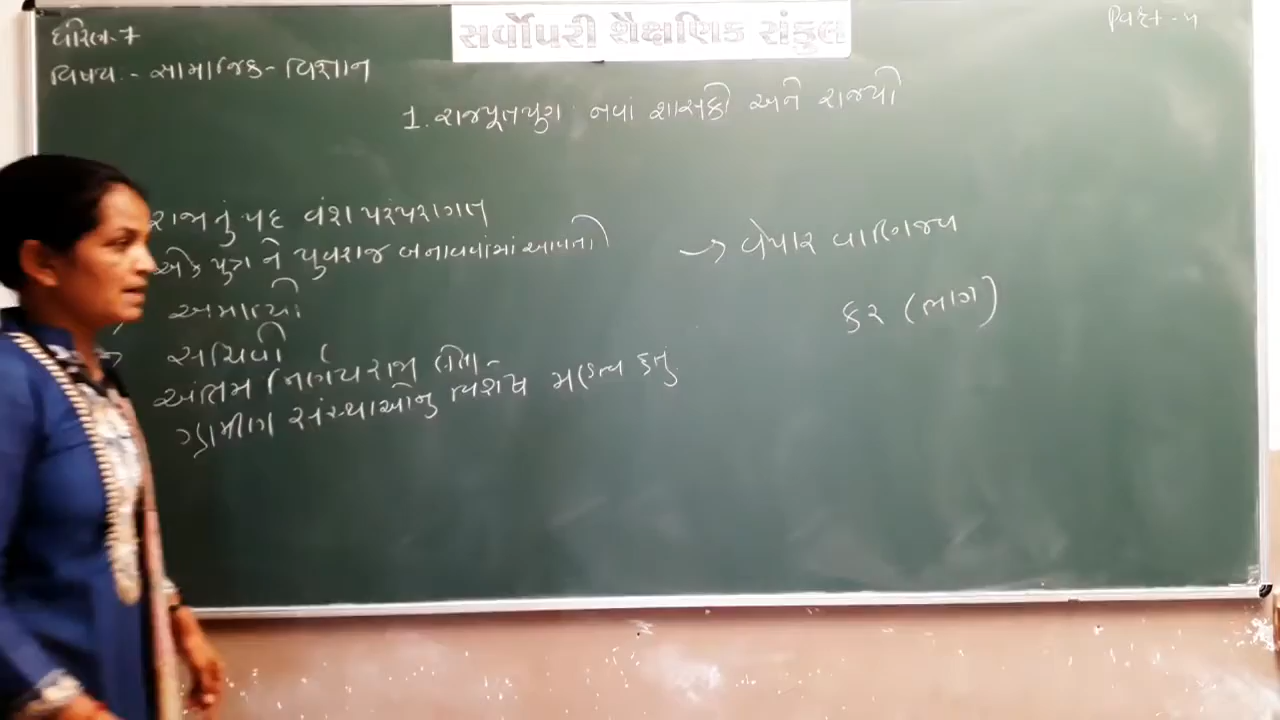 સર્વોપરી શૈક્ષણિક સંકુલ
ધોરણ-7
વિષય :- સામાજિક - વિજ્ઞાન
1. રાજપૂતયુગ : નવાં શાસકો અને રાજ્યો
રાજાનું પદ વંશ પરંપરાગત
એક પુત્રને યુવરાજ બનાવવામાં આવતો
અમાત્યો
સચિવો
અંતિમ નિર્ણય રાજા
ગ્રામીણ સંસ્થાઓનુ વિશેષ મહત્વ હતું
→ વેપાર વાણિજ્ય
કર (ભાગ)